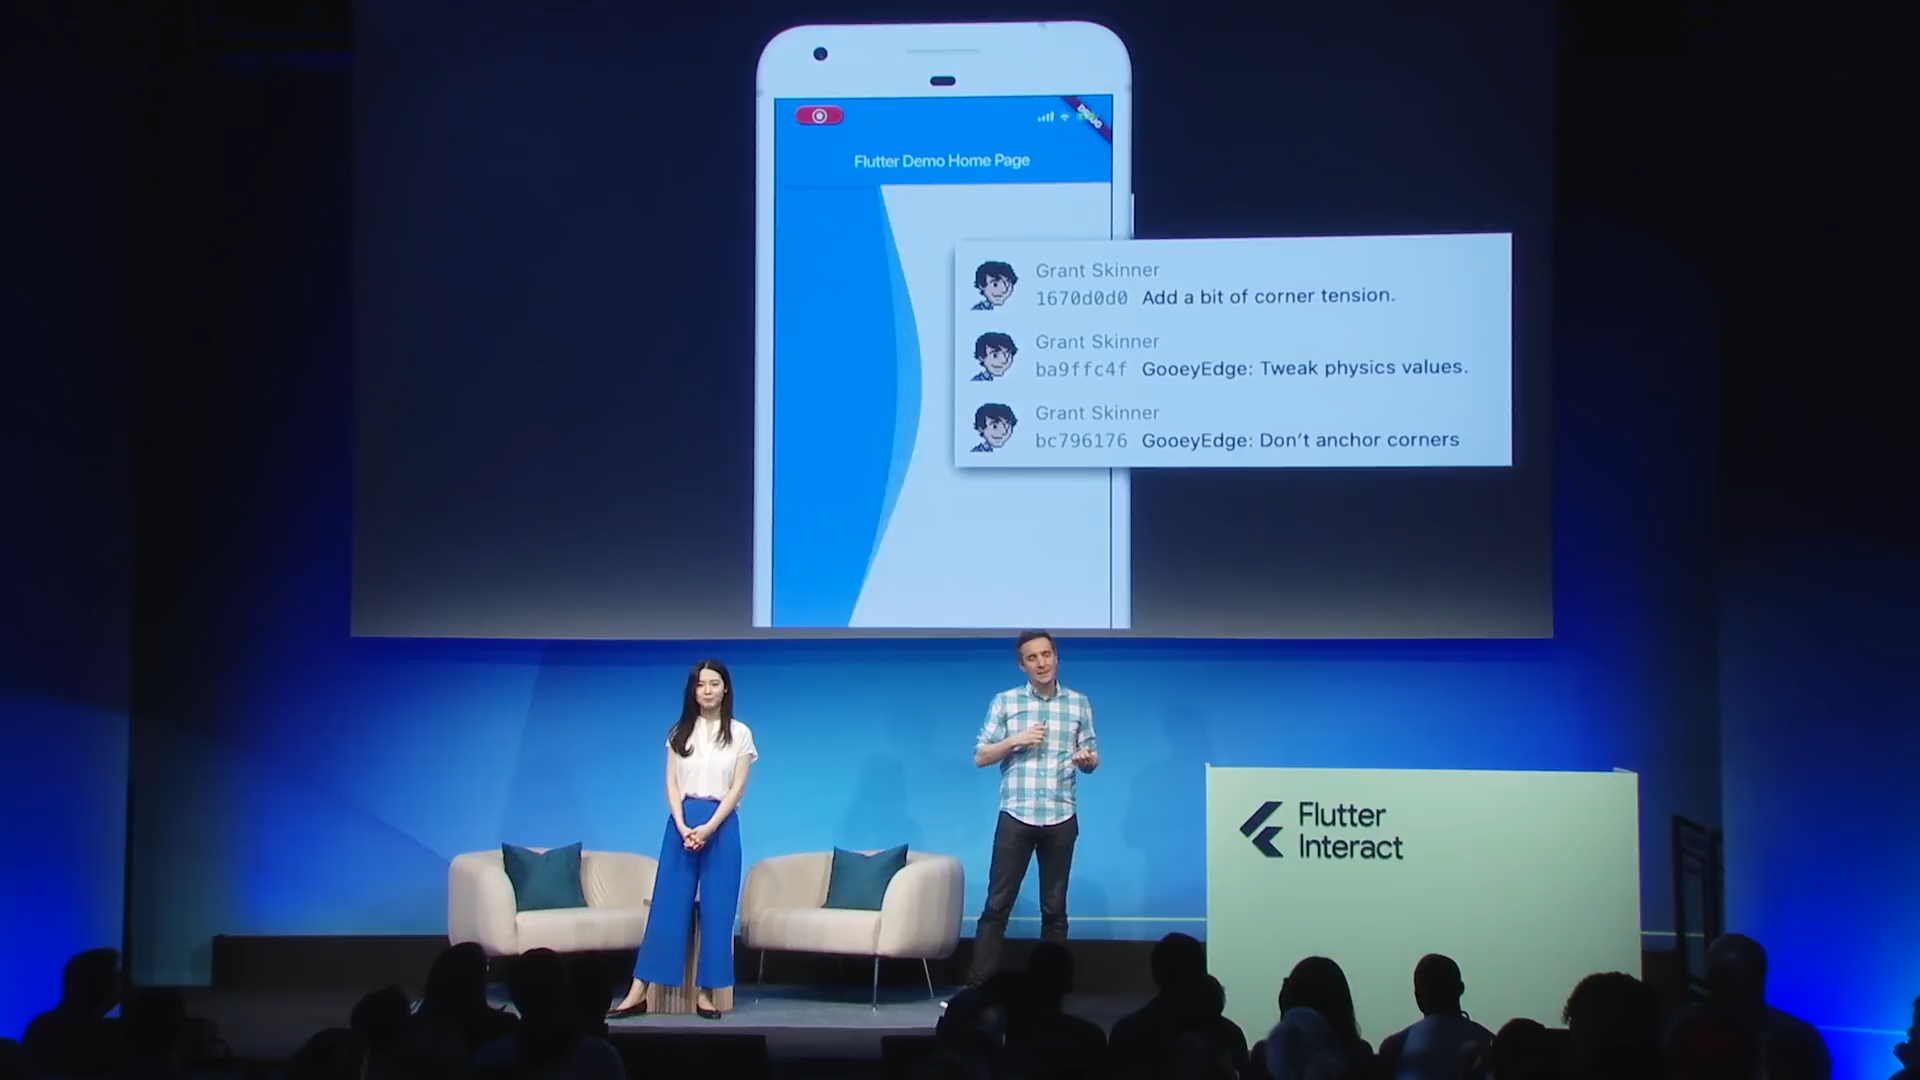 DEBUG
Flutter Demo Home Page
Grant Skinner
1670d0d0 Add a bit of corner tension.
Grant Skinner
ba9ffc4f GooeyEdge: Tweak physics values.
Grant Skinner
bc796176 GooeyEdge: Don't anchor corners
Flutter
Interact